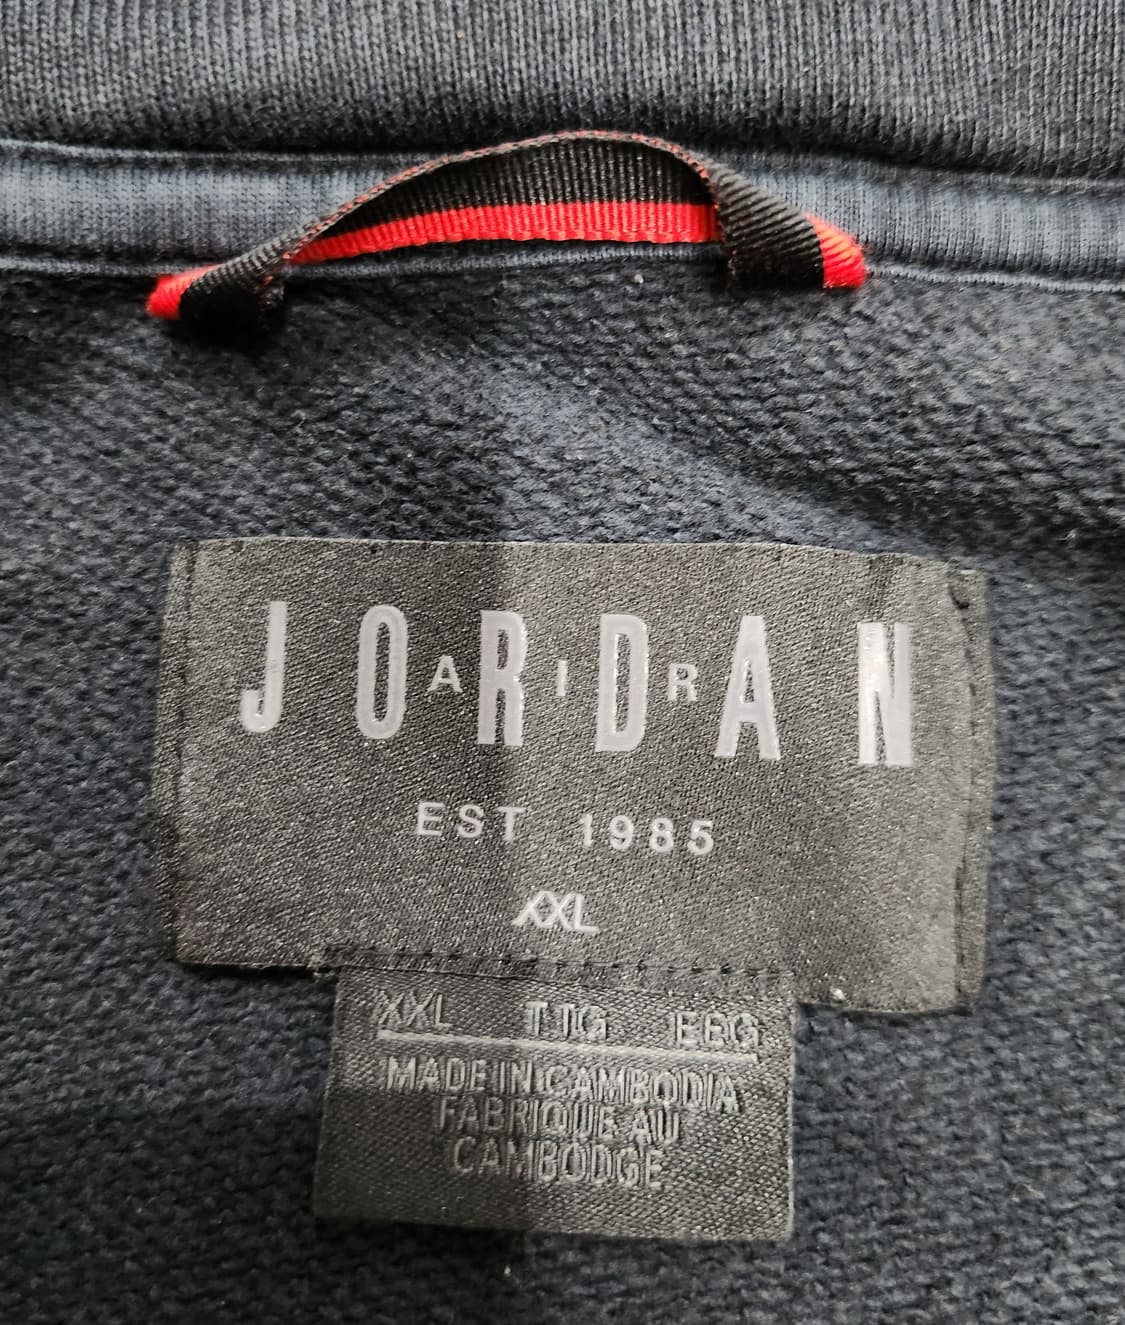 JORDAN
AIR
EST 1985
XXL
XXL TTG EEG
MADE IN CAMBODIA
FABRIQUE AU
CAMBODGE